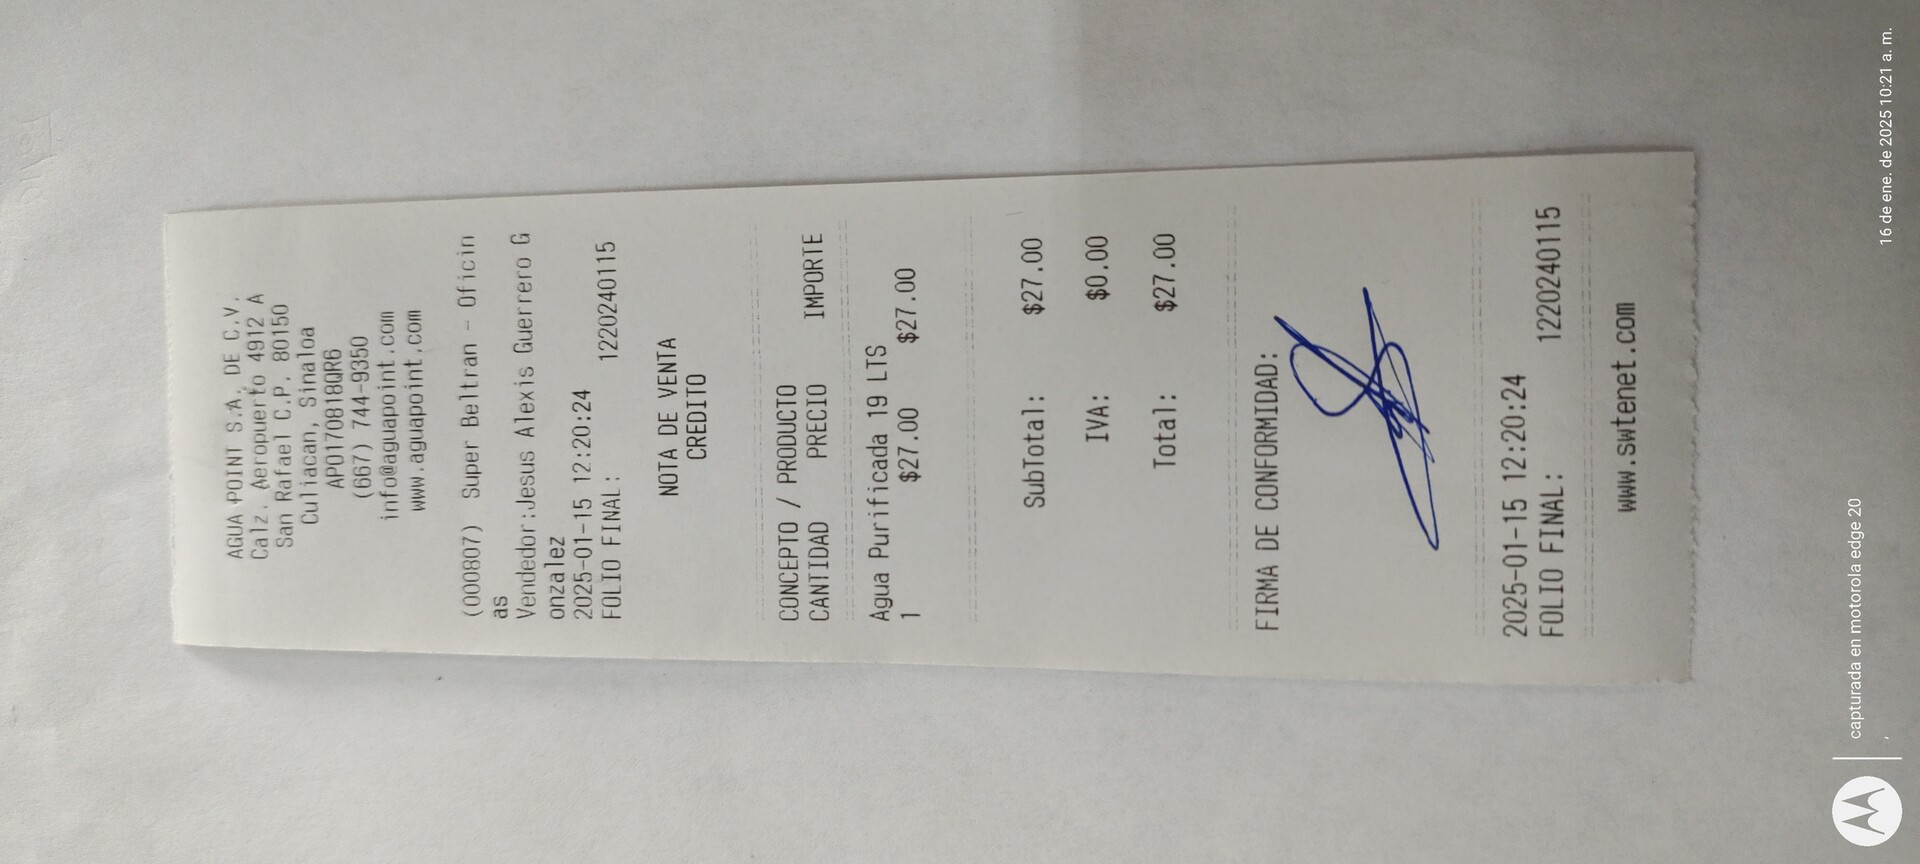 AGUA POINT S.A. DE C.V.
Calz. Aeropuerto 4912 A
San Rafael C.P. 80150
Culiacan, Sinaloa
APO170818QR6
(667) 744-9350
info@aguapoint.com
www.aguapoint.com
(000807) Super Beltran - Oficin
as
Vendedor:Jesus Alexis Guerrero G
onzalez
2025-01-15 12:20:24
FOLIO FINAL: 1220240115
NOTA DE VENTA
CREDITO
CONCEPTO / PRODUCTO
CANTIDAD PRECIO IMPORTE
Agua Purificada 19 LTS
1 $27.00 $27.00
SubTotal: $27.00
IVA: $0.00
Total: $27.00
FIRMA DE CONFORMIDAD:
2025-01-15 12:20:24
FOLIO FINAL: 1220240115
www.swtenet.com
capturada en motorola edge 20
16 de ene. de 2025 10:21 a. m.